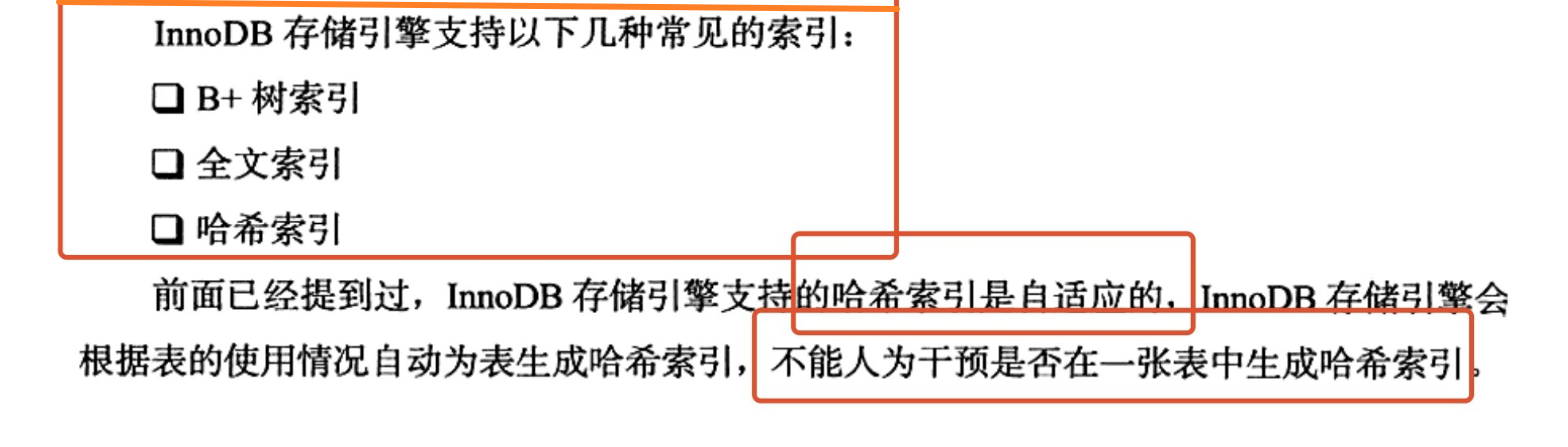 InnoDB 存储引擎支持以下几种常见的索引：
❑ B+ 树索引
❑ 全文索引
❑ 哈希索引
前面已经提到过，InnoDB 存储引擎支持的哈希索引是自适应的，InnoDB 存储引擎会
根据表的使用情况自动为表生成哈希索引，不能人为干预是否在一张表中生成哈希索引。